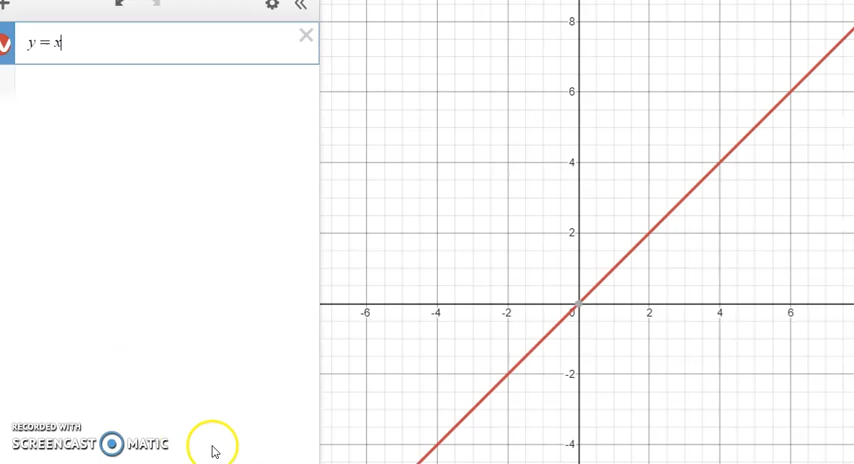 y = x
8
6
4
2
-6 -4 -2 0 2 4 6
-2
-4
RECORDED WITH
SCREENCAST MATIC